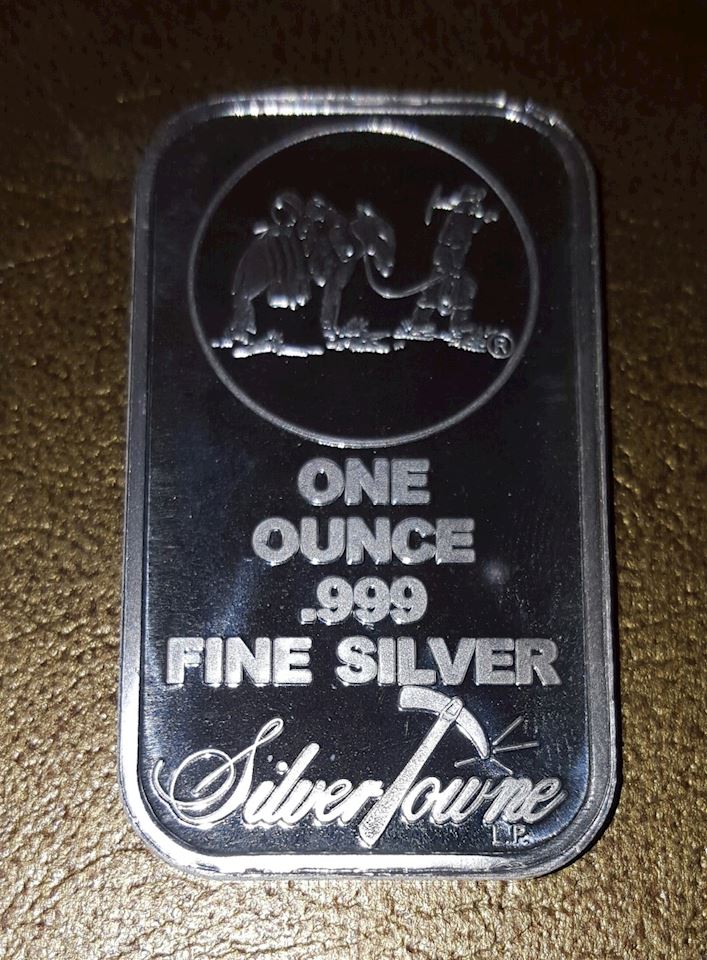 ®
ONE
OUNCE
.999
FINE SILVER
SilverTowne
L.P.